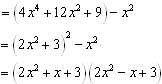 = (4x⁴ + 12x² + 9) − x²
= (2x² + 3)² − x²
= (2x² + x + 3)(2x² − x + 3)